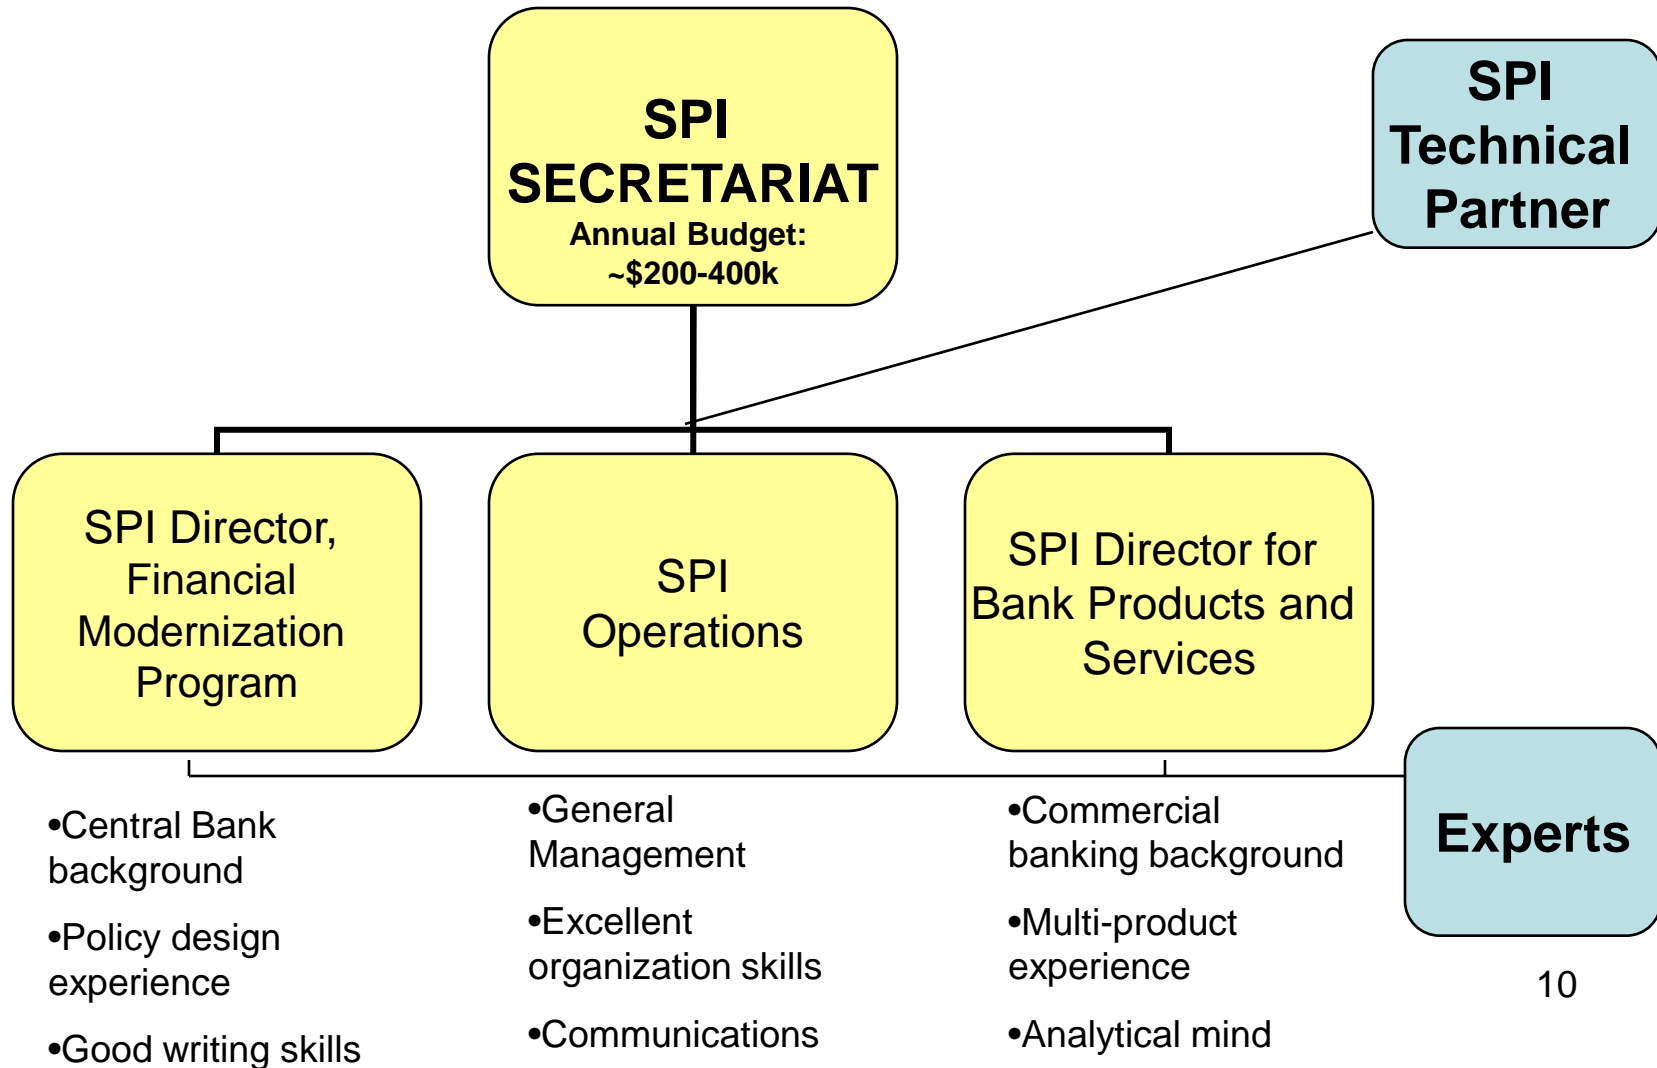 SPI
SECRETARIAT
Annual Budget:
~$200-400k
SPI
Technical
Partner
SPI Director,
Financial
Modernization
Program
SPI
Operations
SPI Director for
Bank Products and
Services
•Central Bank
background
•Policy design
experience
•Good writing skills
•General
Management
•Excellent
organization skills
•Communications
•Commercial
banking background
•Multi-product
experience
•Analytical mind
Experts
10